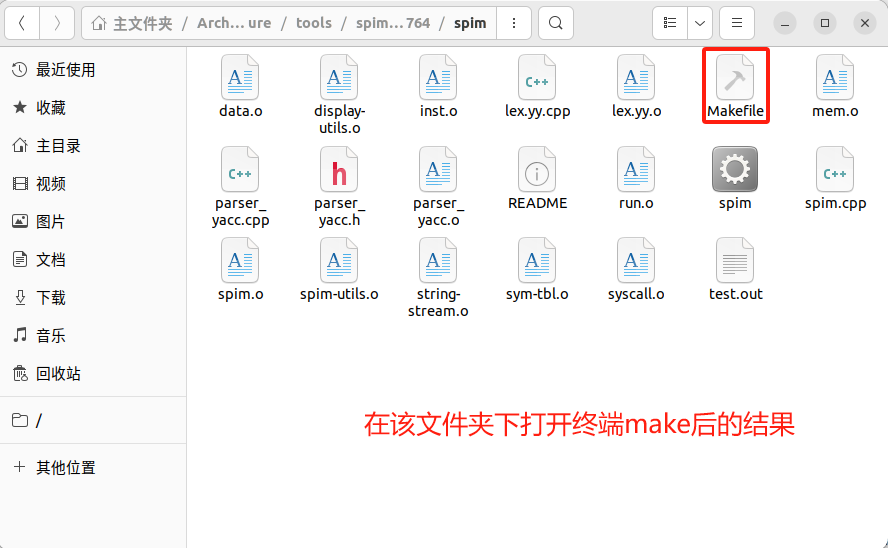 主文件夹 / Arch...ure / tools / spim...764 / spim
最近使用
收藏
主目录
视频
图片
文档
下载
音乐
回收站
/
其他位置
data.o display-utils.o inst.o lex.yy.cpp lex.yy.o Makefile mem.o
parser_yacc.cpp parser_yacc.h parser_yacc.o README run.o spim spim.cpp
spim.o spim-utils.o string-stream.o sym-tbl.o syscall.o test.out
在该文件夹下打开终端make后的结果